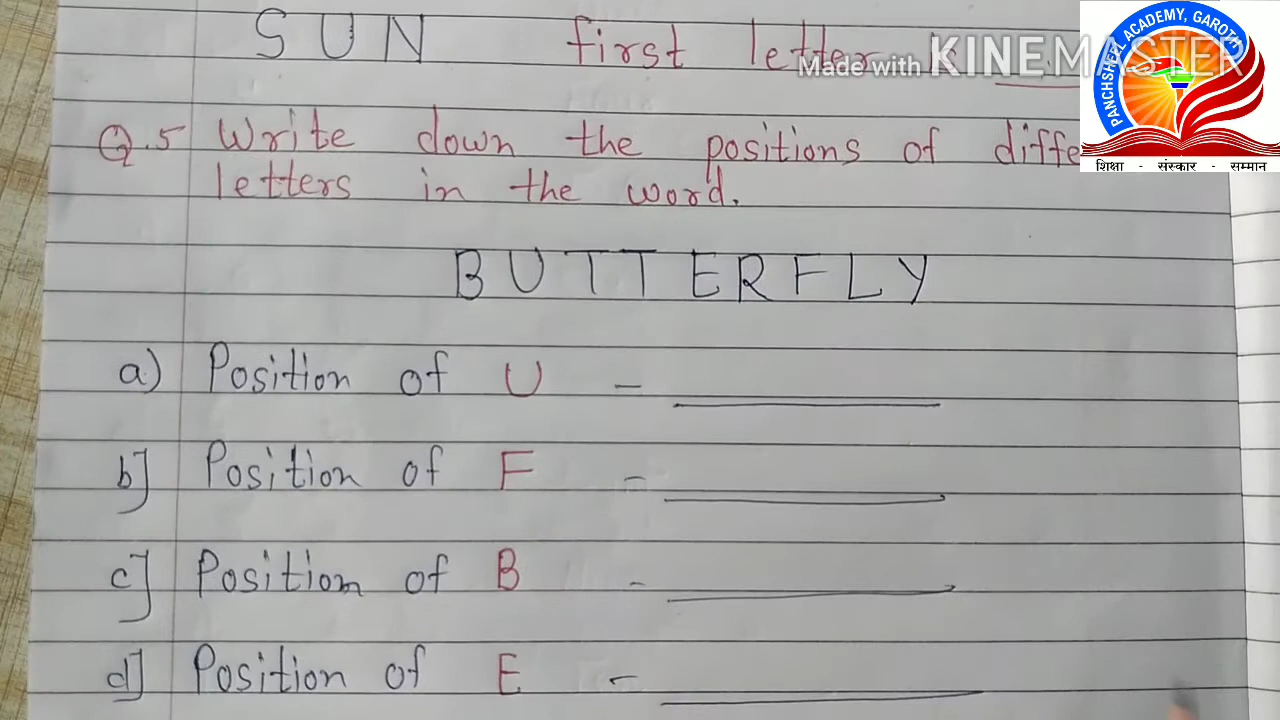 SUN first letter
Made with KINEMASTER
PANCHSHEEL ACADEMY, GAROTH
शिक्षा - संस्कार - सम्मान
Q.5 Write down the positions of diffe
letters in the word.
BUTTERFLY
a) Position of U -
b] Position of F -
c] Position of B -
d] Position of E -